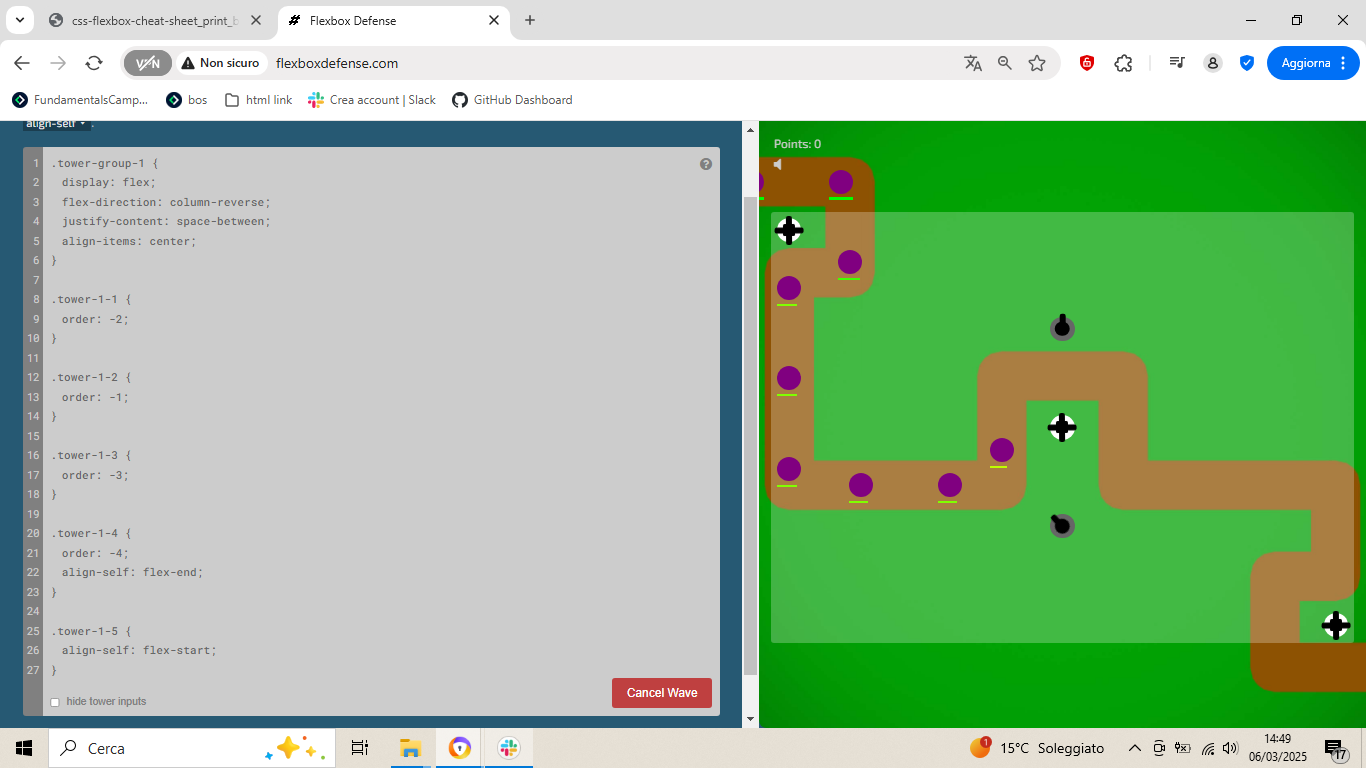 css-flexbox-cheat-sheet_print_b
Flexbox Defense
VPN
Non sicuro
flexboxdefense.com
6
Aggiorna
FundamentalsCamp...
bos
html link
Crea account | Slack
GitHub Dashboard
align-self
1 .tower-group-1 {
2 display: flex;
3 flex-direction: column-reverse;
4 justify-content: space-between;
5 align-items: center;
6 }
7
8 .tower-1-1 {
9 order: -2;
10 }
11
12 .tower-1-2 {
13 order: -1;
14 }
15
16 .tower-1-3 {
17 order: -3;
18 }
19
20 .tower-1-4 {
21 order: -4;
22 align-self: flex-end;
23 }
24
25 .tower-1-5 {
26 align-self: flex-start;
27 }
?
hide tower inputs
Cancel Wave
Points: 0
Cerca
1
15°C Soleggiato
14:49
06/03/2025
17